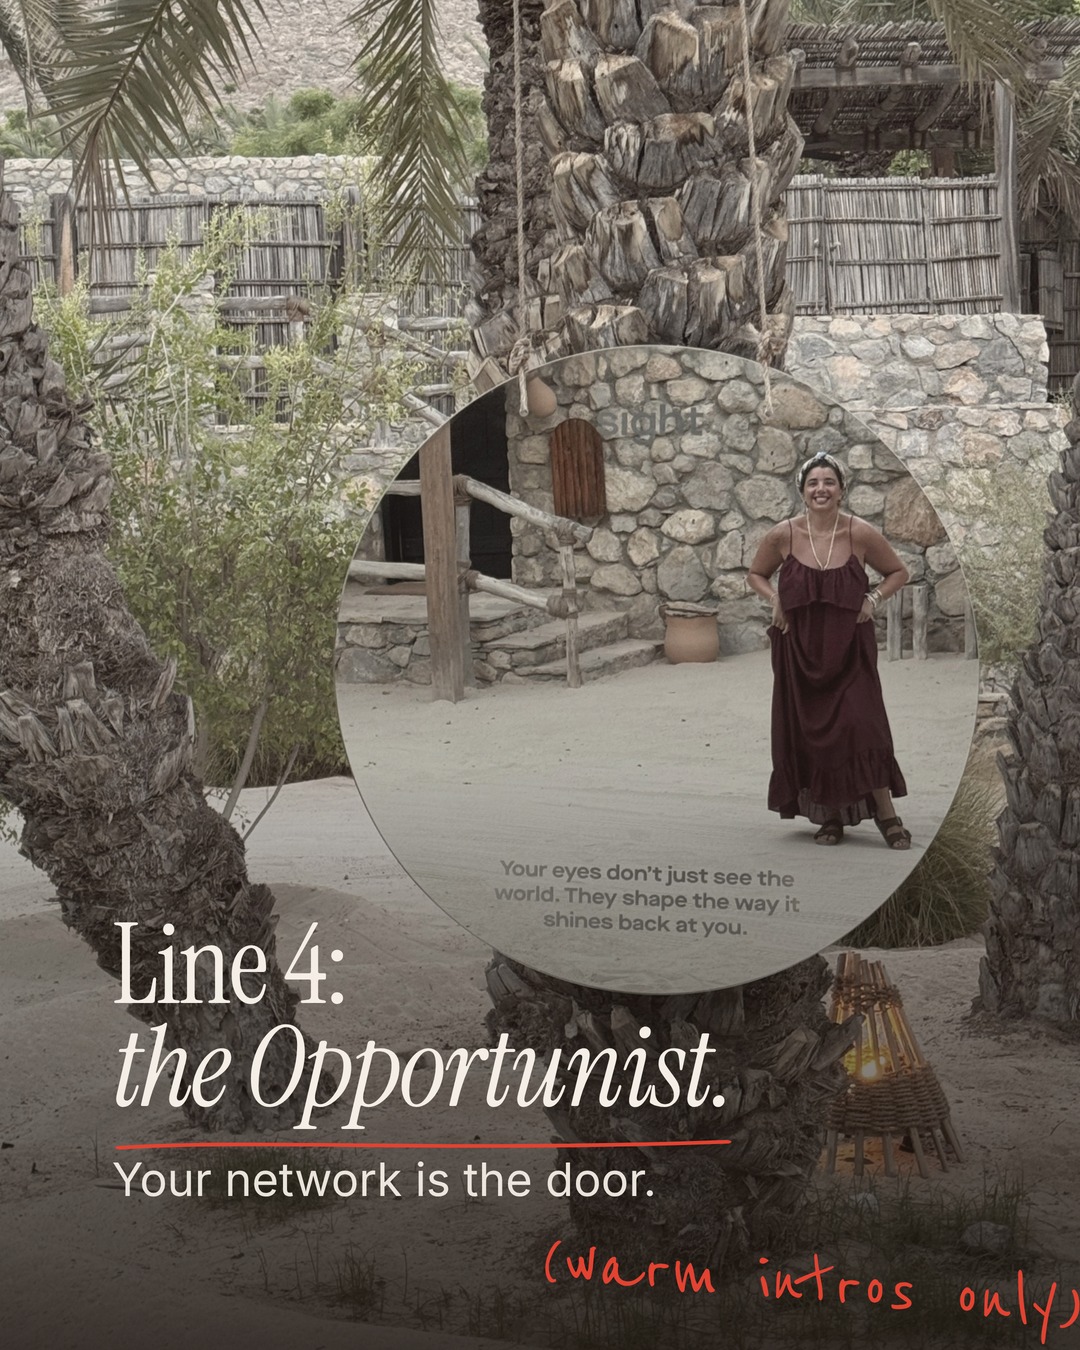 sight.
Your eyes don't just see the
world. They shape the way it
shines back at you.
Line 4:
the Opportunist.
Your network is the door.
(warm intros only)